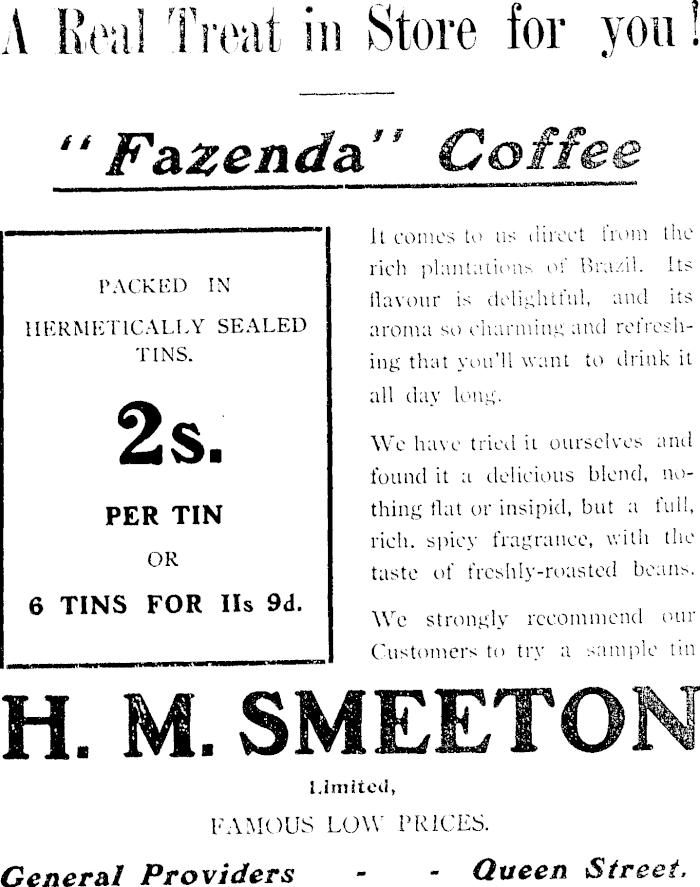 A Real Treat in Store for you!
"Fazenda" Coffee
PACKED IN
HERMETICALLY SEALED
TINS.
2s.
PER TIN
OR
6 TINS FOR IIs 9d.
It comes to us direct from the
rich plantations of Brazil. Its
flavour is delightful, and its
aroma so charming and refresh-
ing that you'll want to drink it
all day long.
We have tried it ourselves and
found it a delicious blend, no-
thing flat or insipid, but a full,
rich, spicy fragrance, with the
taste of freshly-roasted beans.
We strongly recommend our
Customers to try a sample tin
H. M. SMEETON
Limited,
FAMOUS LOW PRICES.
General Providers - - Queen Street.